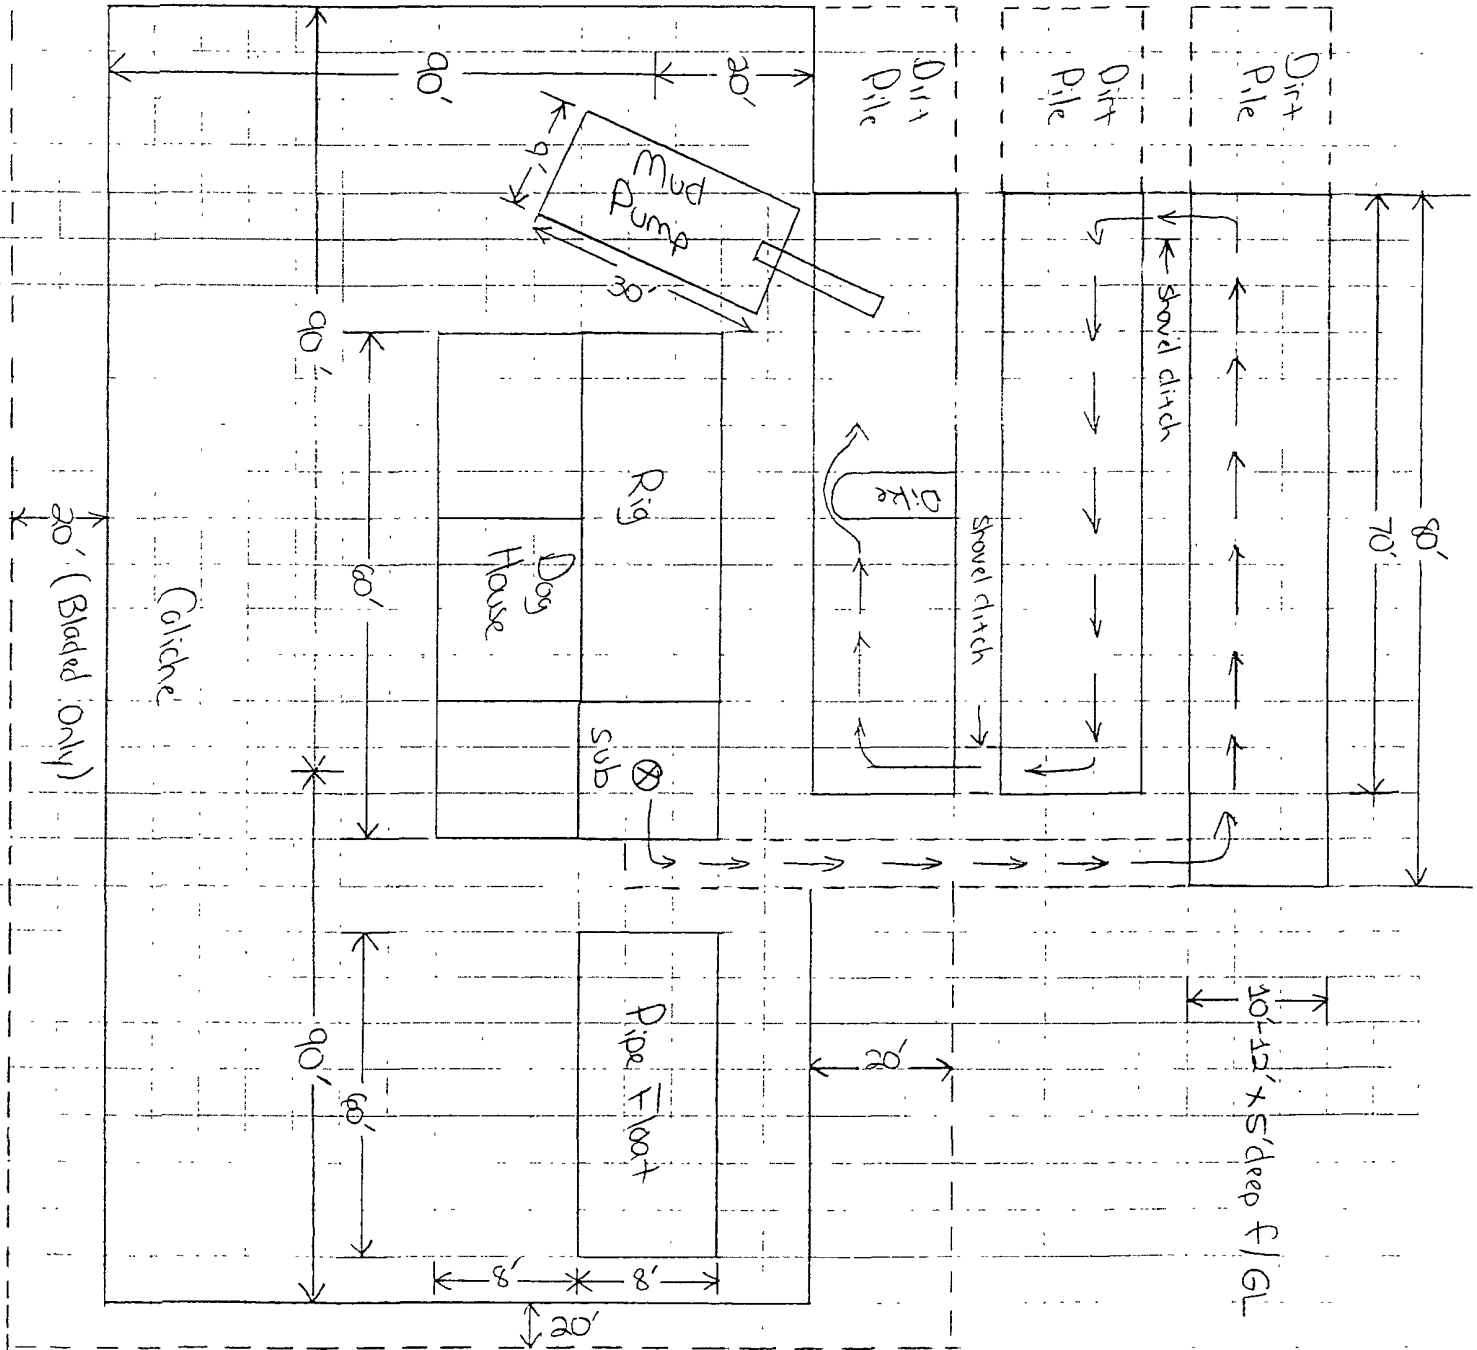 80'
70'
Dirt
Pile
10'-12' x 5' deep f/ GL
shovel ditch
Dirt
Pile
shovel ditch
Dirt
Pile
Dike
20'
20'
Mud
Pump
30'
9'
Rig
Sub
Pipe Float
8'
8'
20'
Dog
House
60'
60'
90'
90'
90'
Caliche
20' (Bladed Only)